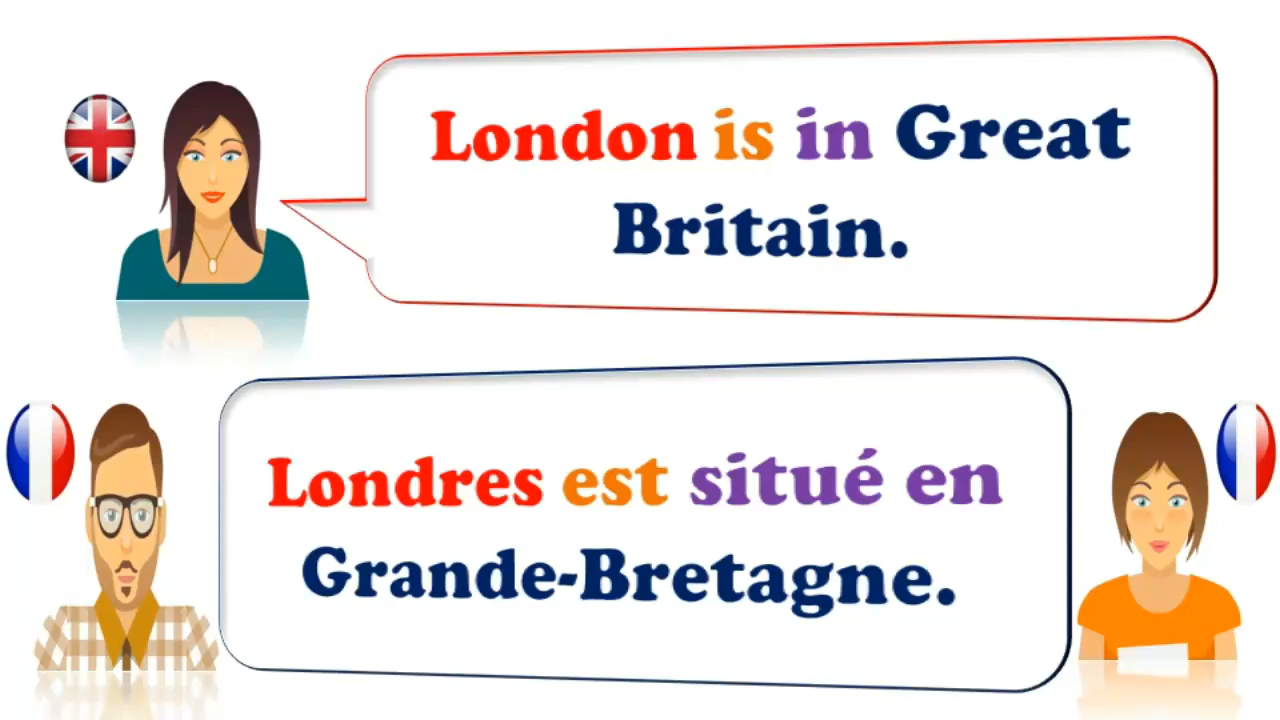 London is in Great
Britain.
Londres est situé en
Grande-Bretagne.